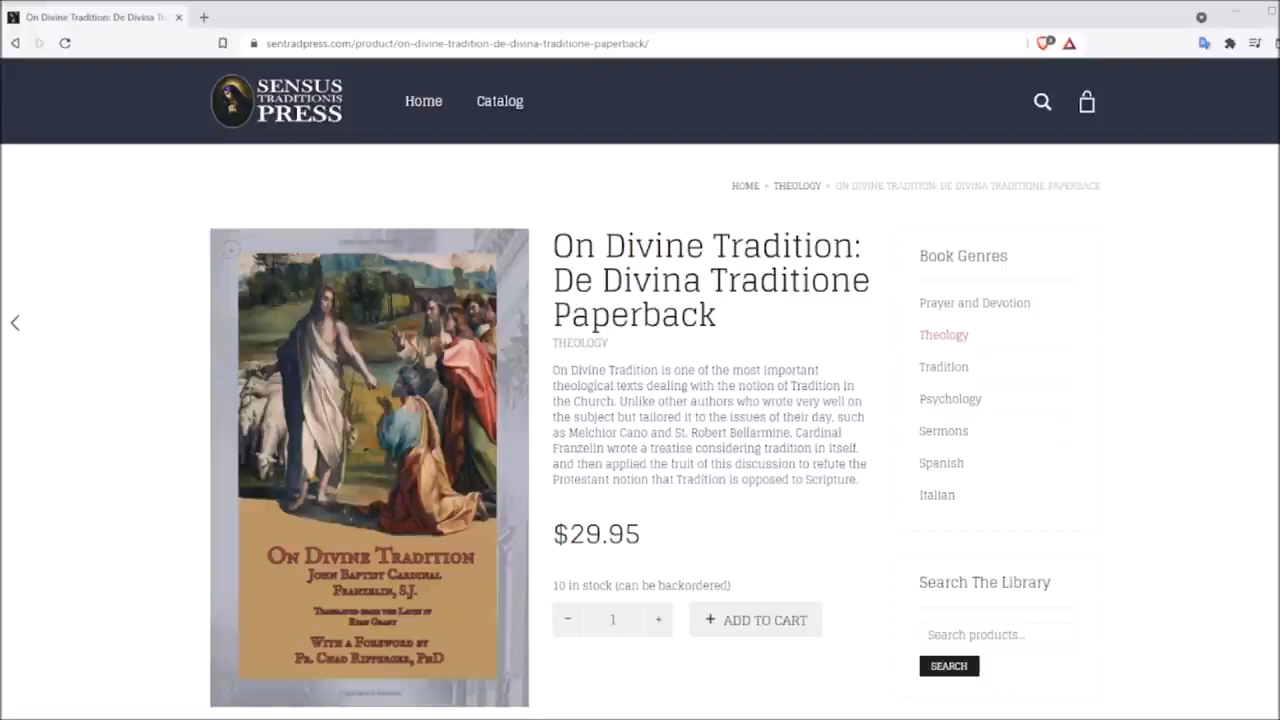 On Divine Tradition: De Divina Tra
sentradpress.com/product/on-divine-tradition-de-divina-traditione-paperback/
SENSUS
TRADITIONIS
PRESS
Home
Catalog
HOME
THEOLOGY
ON DIVINE TRADITION: DE DIVINA TRADITIONE PAPERBACK
On Divine Tradition:
De Divina Traditione
Paperback
THEOLOGY
On Divine Tradition is one of the most important
theological texts dealing with the notion of Tradition in
the Church. Unlike other authors who wrote very well on
the subject but tailored it to the issues of their day, such
as Melchior Cano and St. Robert Bellarmine, Cardinal
Franzelin wrote a treatise considering tradition in itself,
and then applied the fruit of this discussion to refute the
Protestant notion that Tradition is opposed to Scripture.
$29.95
10 in stock (can be backordered)
- 1 +
+ ADD TO CART
On Divine Tradition
John Baptist Cardinal
Franzelin, S.J.
Translated from the Latin by
Ryan Grant
With a Foreword by
Fr. Chad Ripperger, PhD
Book Genres
Prayer and Devotion
Theology
Tradition
Psychology
Sermons
Spanish
Italian
Search The Library
Search products…
SEARCH